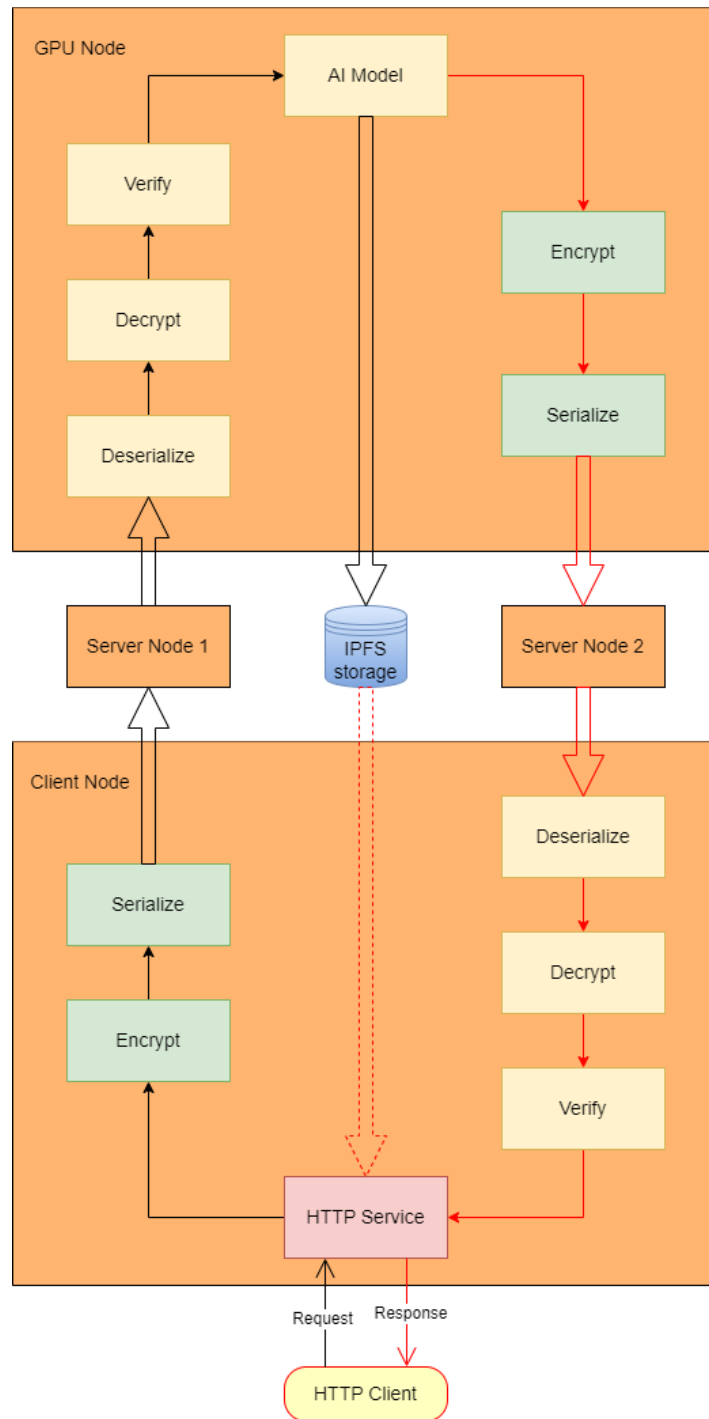 GPU Node
AI Model
Verify
Encrypt
Decrypt
Serialize
Deserialize
Server Node 1
IPFS
storage
Server Node 2
Client Node
Deserialize
Serialize
Decrypt
Encrypt
Verify
HTTP Service
Request
Response
HTTP Client